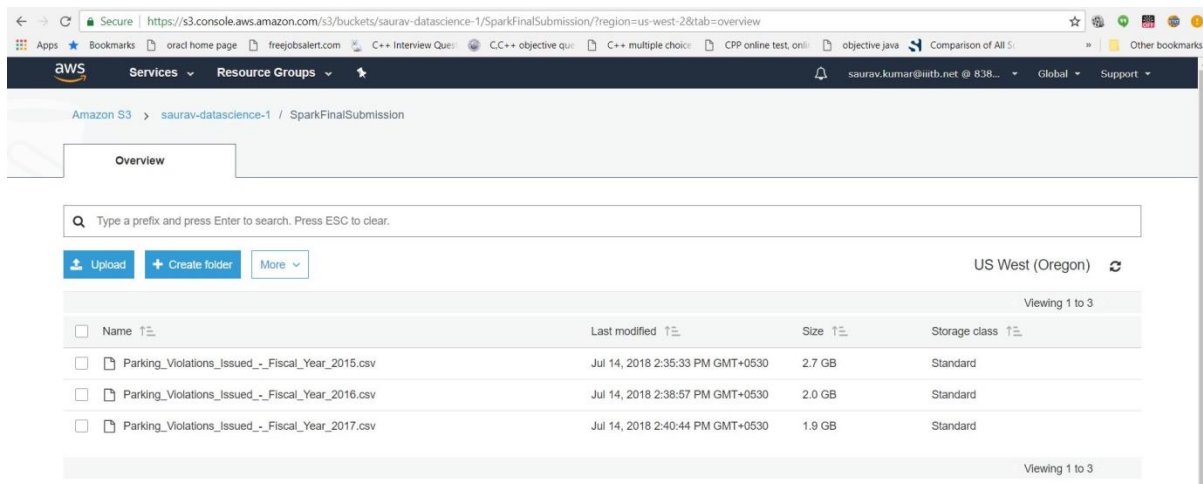 Secure | https://s3.console.aws.amazon.com/s3/buckets/saurav-datascience-1/SparkFinalSubmission/?region=us-west-2&tab=overview
Apps Bookmarks oracl home page freejobsalert.com C++ Interview Ques C,C++ objective que C++ multiple choice CPP online test, onli objective java Comparison of All S » Other bookmarks
aws Services Resource Groups saurav.kumar@iiitb.net @ 838... Global Support
Amazon S3 > saurav-datascience-1 / SparkFinalSubmission
Overview
Type a prefix and press Enter to search. Press ESC to clear.
Upload + Create folder More US West (Oregon)
Viewing 1 to 3
Name Last modified Size Storage class
Parking_Violations_Issued_-_Fiscal_Year_2015.csv Jul 14, 2018 2:35:33 PM GMT+0530 2.7 GB Standard
Parking_Violations_Issued_-_Fiscal_Year_2016.csv Jul 14, 2018 2:38:57 PM GMT+0530 2.0 GB Standard
Parking_Violations_Issued_-_Fiscal_Year_2017.csv Jul 14, 2018 2:40:44 PM GMT+0530 1.9 GB Standard
Viewing 1 to 3